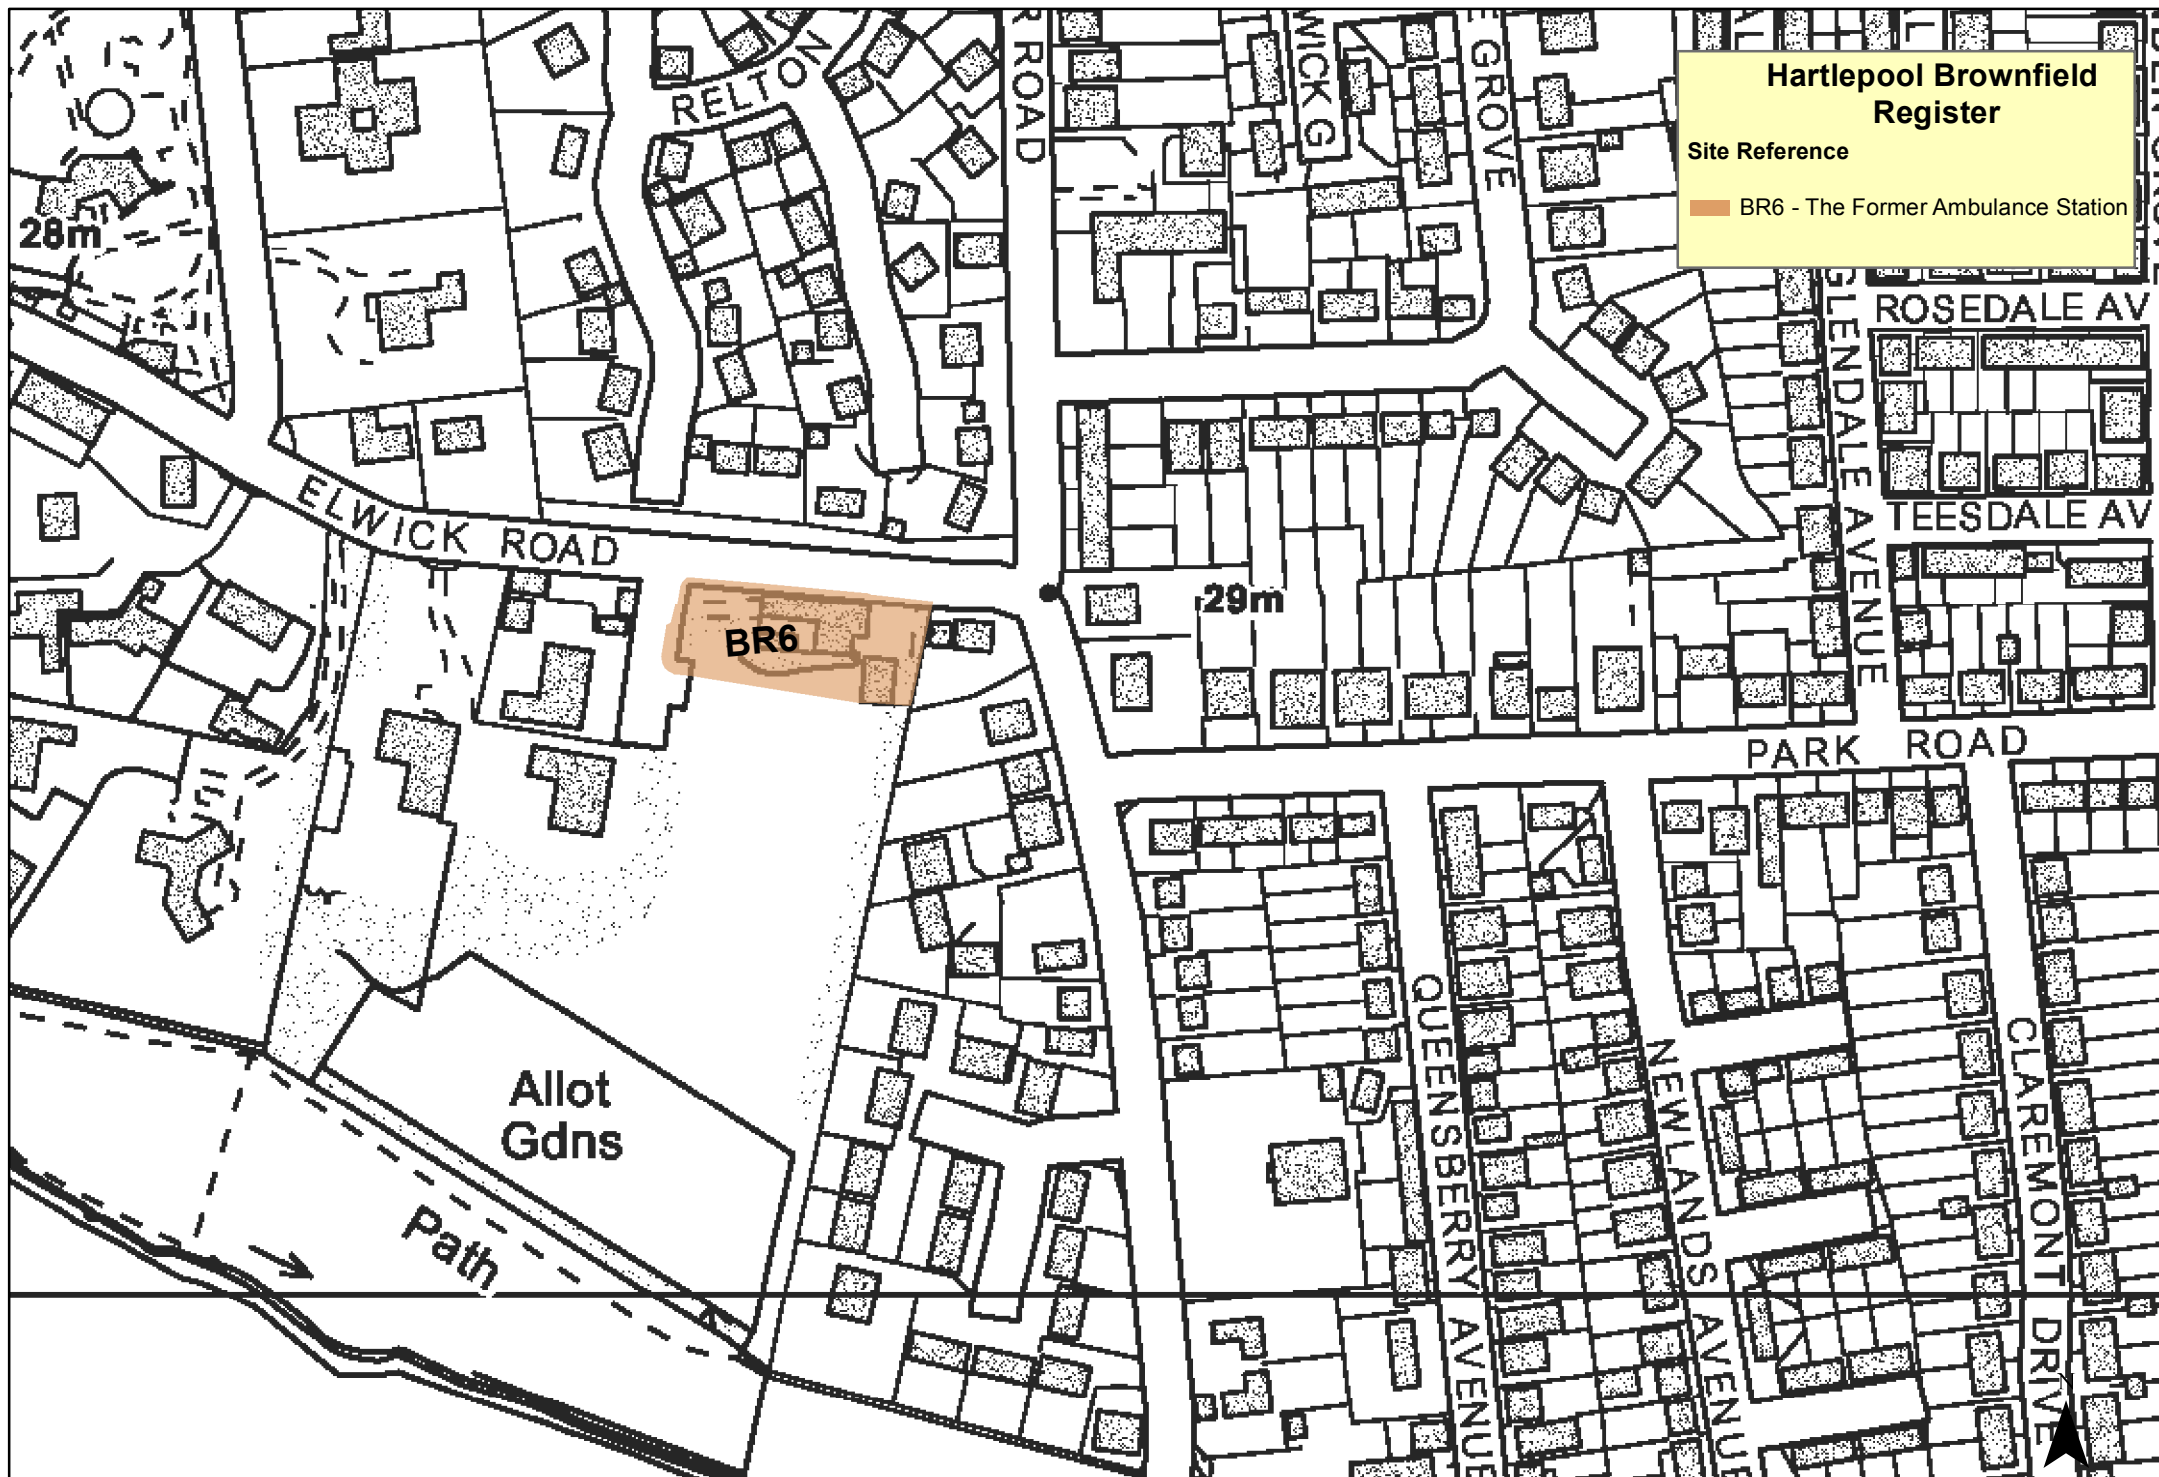 Hartlepool Brownfield
Register
Site Reference
BR6 - The Former Ambulance Station
RELTON
ROAD
WICK G
E GROVE
28m
ROSEDALE AV
GLENDALE AVENUE
TEESDALE AV
ELWICK ROAD
29m
BR6
PARK ROAD
QUEENSBERRY AVENUE
NEWLANDS AVENUE
CLAREMONT DRIVE
Allot
Gdns
Path